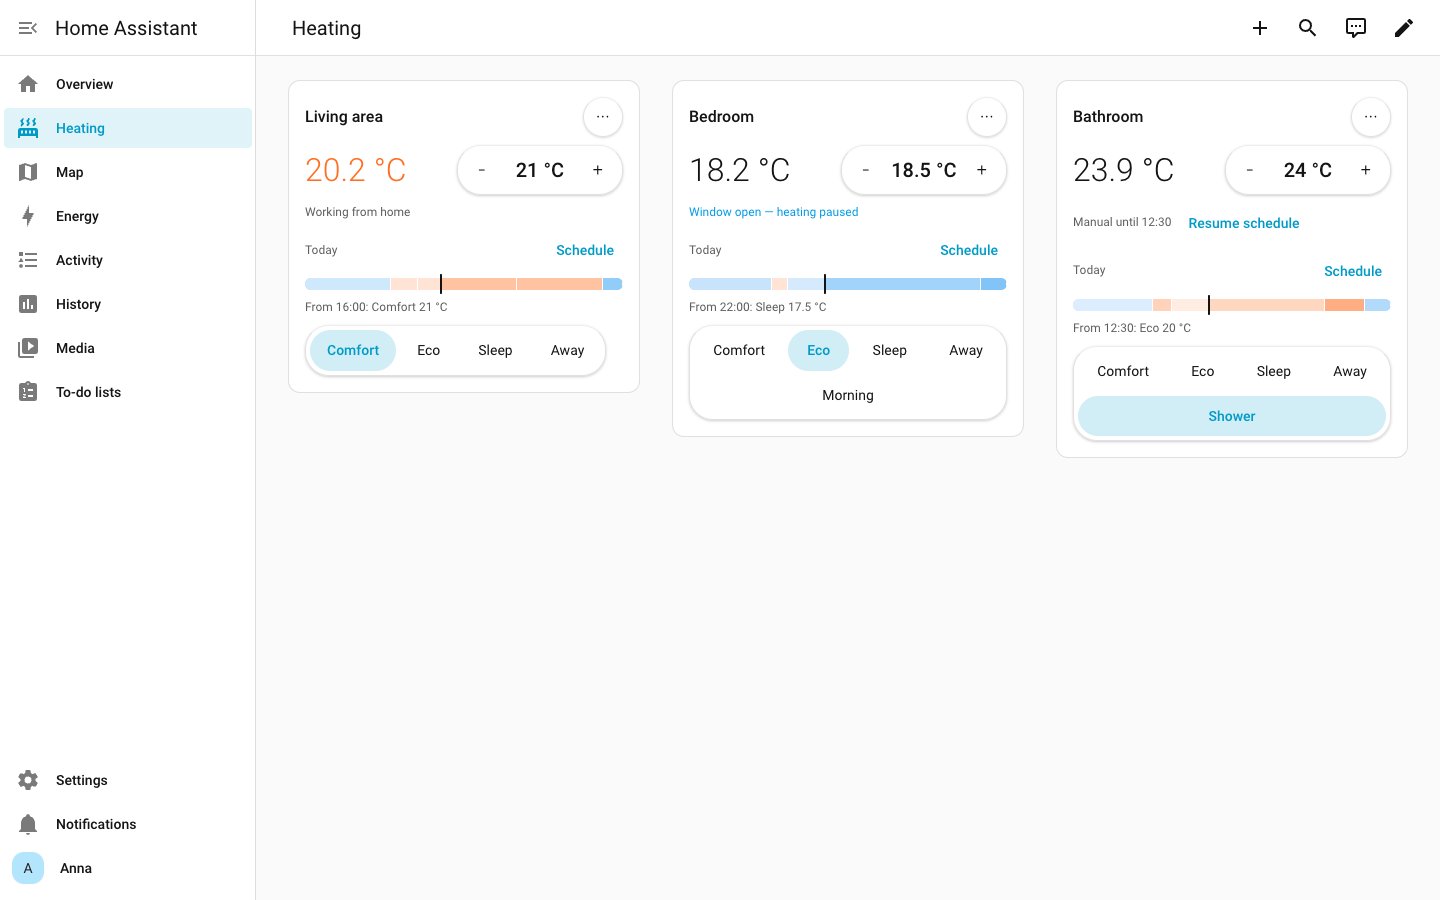 Home Assistant
Heating
Overview
Heating
Map
Energy
Activity
History
Media
To-do lists
Settings
Notifications
A Anna
Living area ...
20.2 °C - 21 °C +
Working from home
Today Schedule
From 16:00: Comfort 21 °C
Comfort Eco Sleep Away
Bedroom ...
18.2 °C - 18.5 °C +
Window open — heating paused
Today Schedule
From 22:00: Sleep 17.5 °C
Comfort Eco Sleep Away
Morning
Bathroom ...
23.9 °C - 24 °C +
Manual until 12:30 Resume schedule
Today Schedule
From 12:30: Eco 20 °C
Comfort Eco Sleep Away
Shower